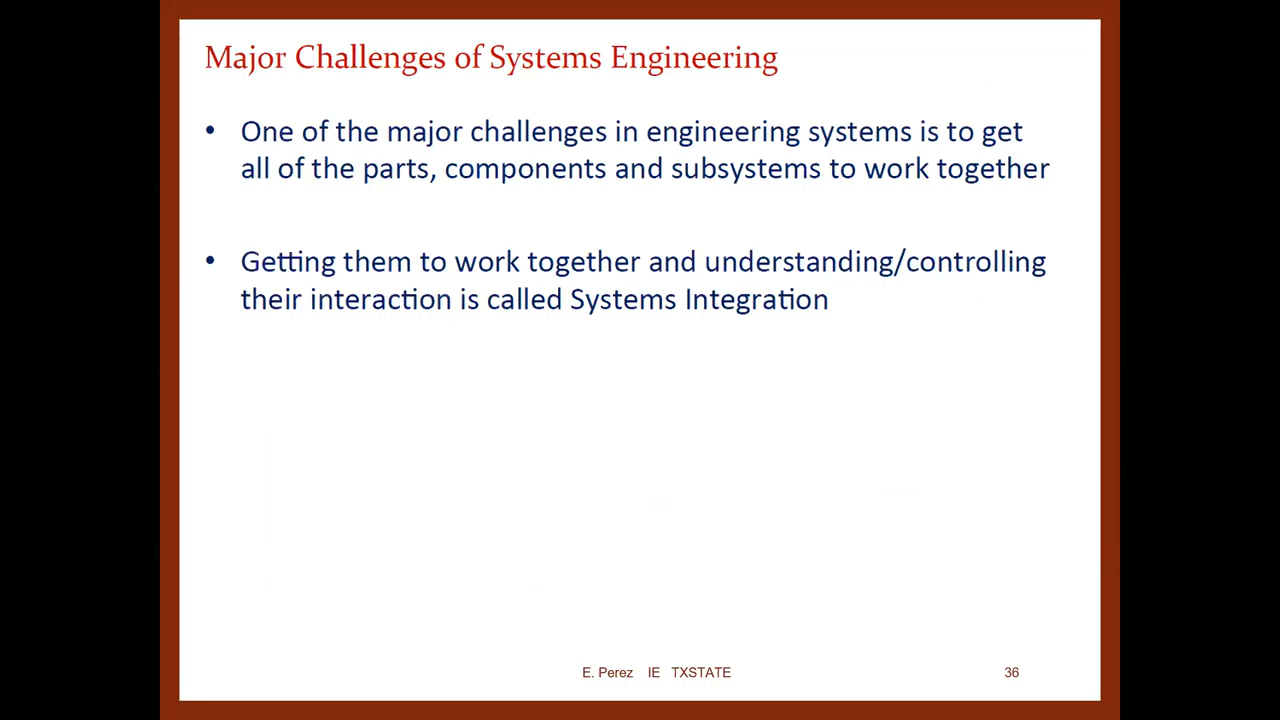 Major Challenges of Systems Engineering
• One of the major challenges in engineering systems is to get
all of the parts, components and subsystems to work together
• Getting them to work together and understanding/controlling
their interaction is called Systems Integration
E. Perez IE TXSTATE
36